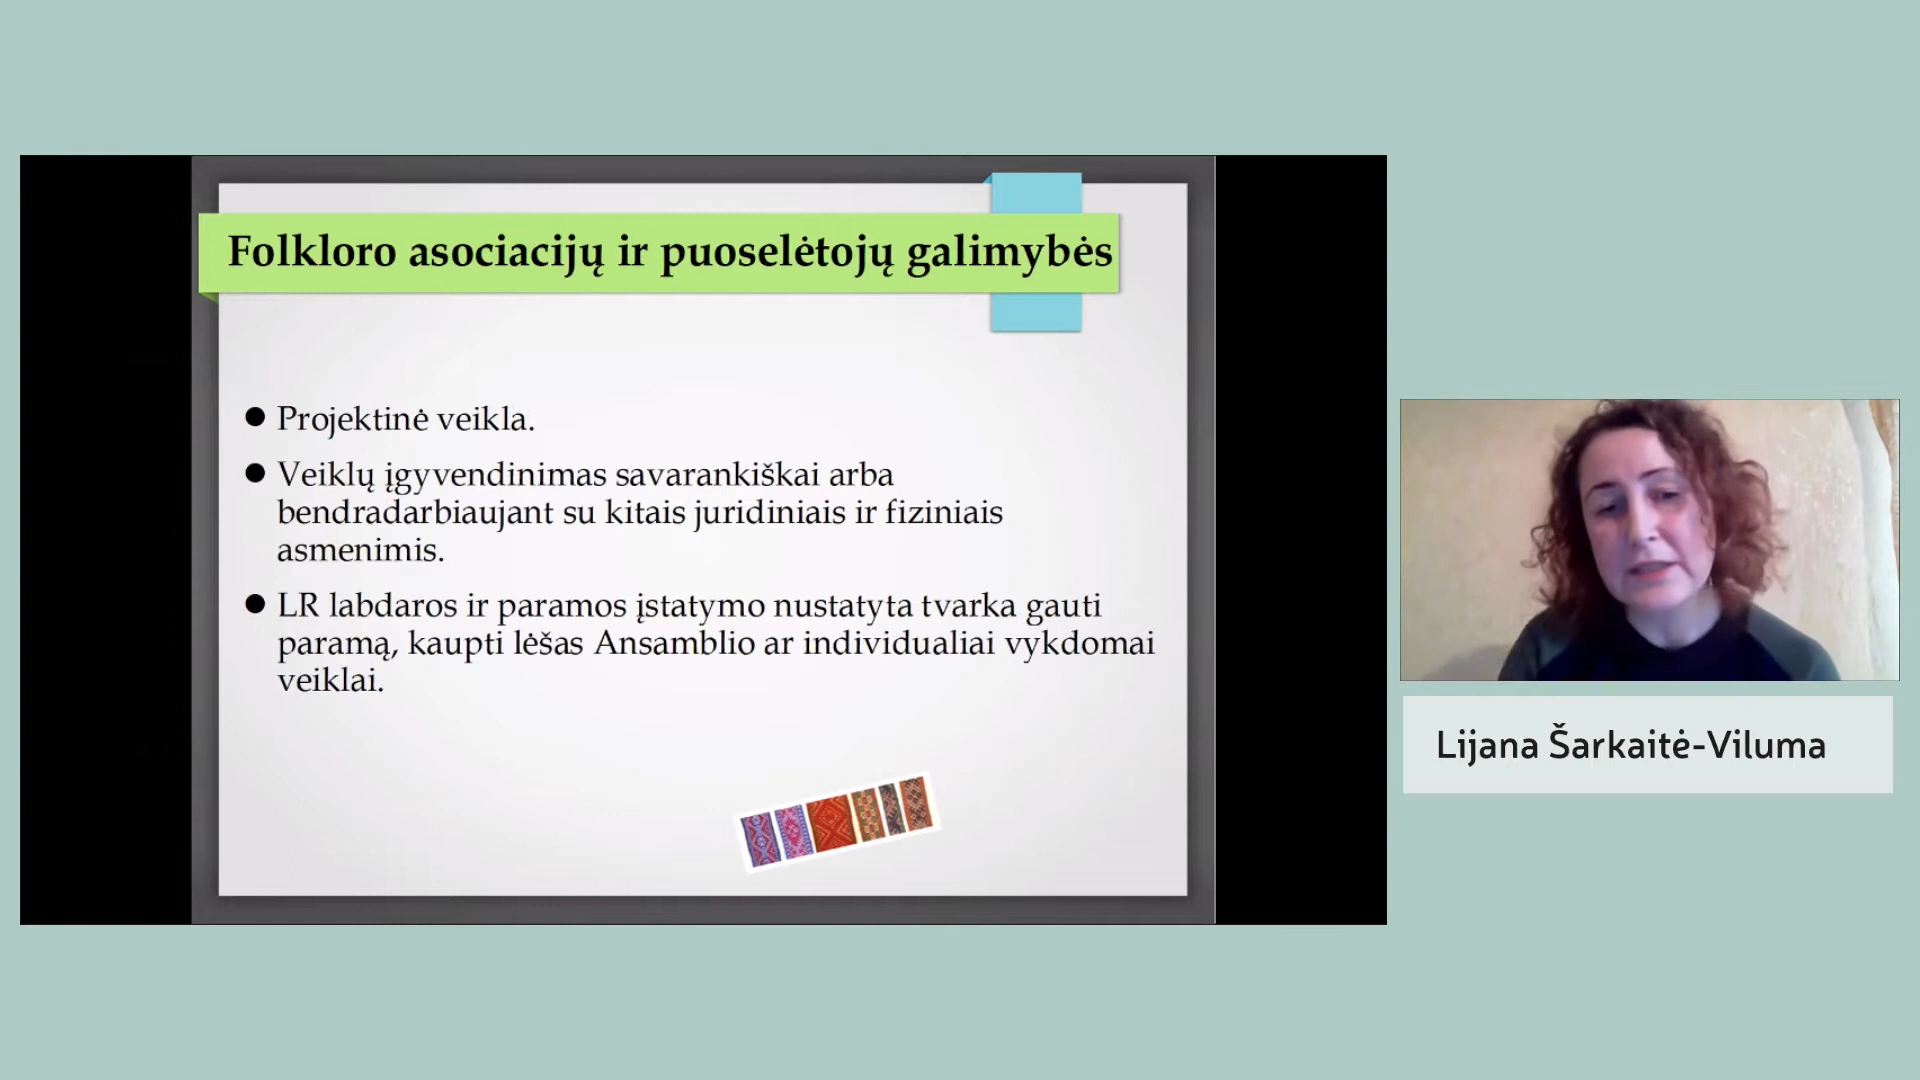 Folkloro asociacijų ir puoselėtojų galimybės
Projektinė veikla.
Veiklų įgyvendinimas savarankiškai arba
bendradarbiaujant su kitais juridiniais ir fiziniais
asmenimis.
LR labdaros ir paramos įstatymo nustatyta tvarka gauti
paramą, kaupti lėšas Ansamblio ar individualiai vykdomai
veiklai.
Lijana Šarkaitė-Viluma